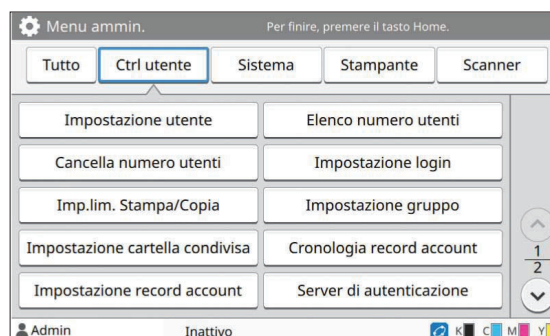 Menu ammin. Per finire, premere il tasto Home.
Tutto Ctrl utente Sistema Stampante Scanner
Impostazione utente Elenco numero utenti
Cancella numero utenti Impostazione login
Imp.lim. Stampa/Copia Impostazione gruppo
Impostazione cartella condivisa Cronologia record account
1
2
Impostazione record account Server di autenticazione
Admin Inattivo K C M Y